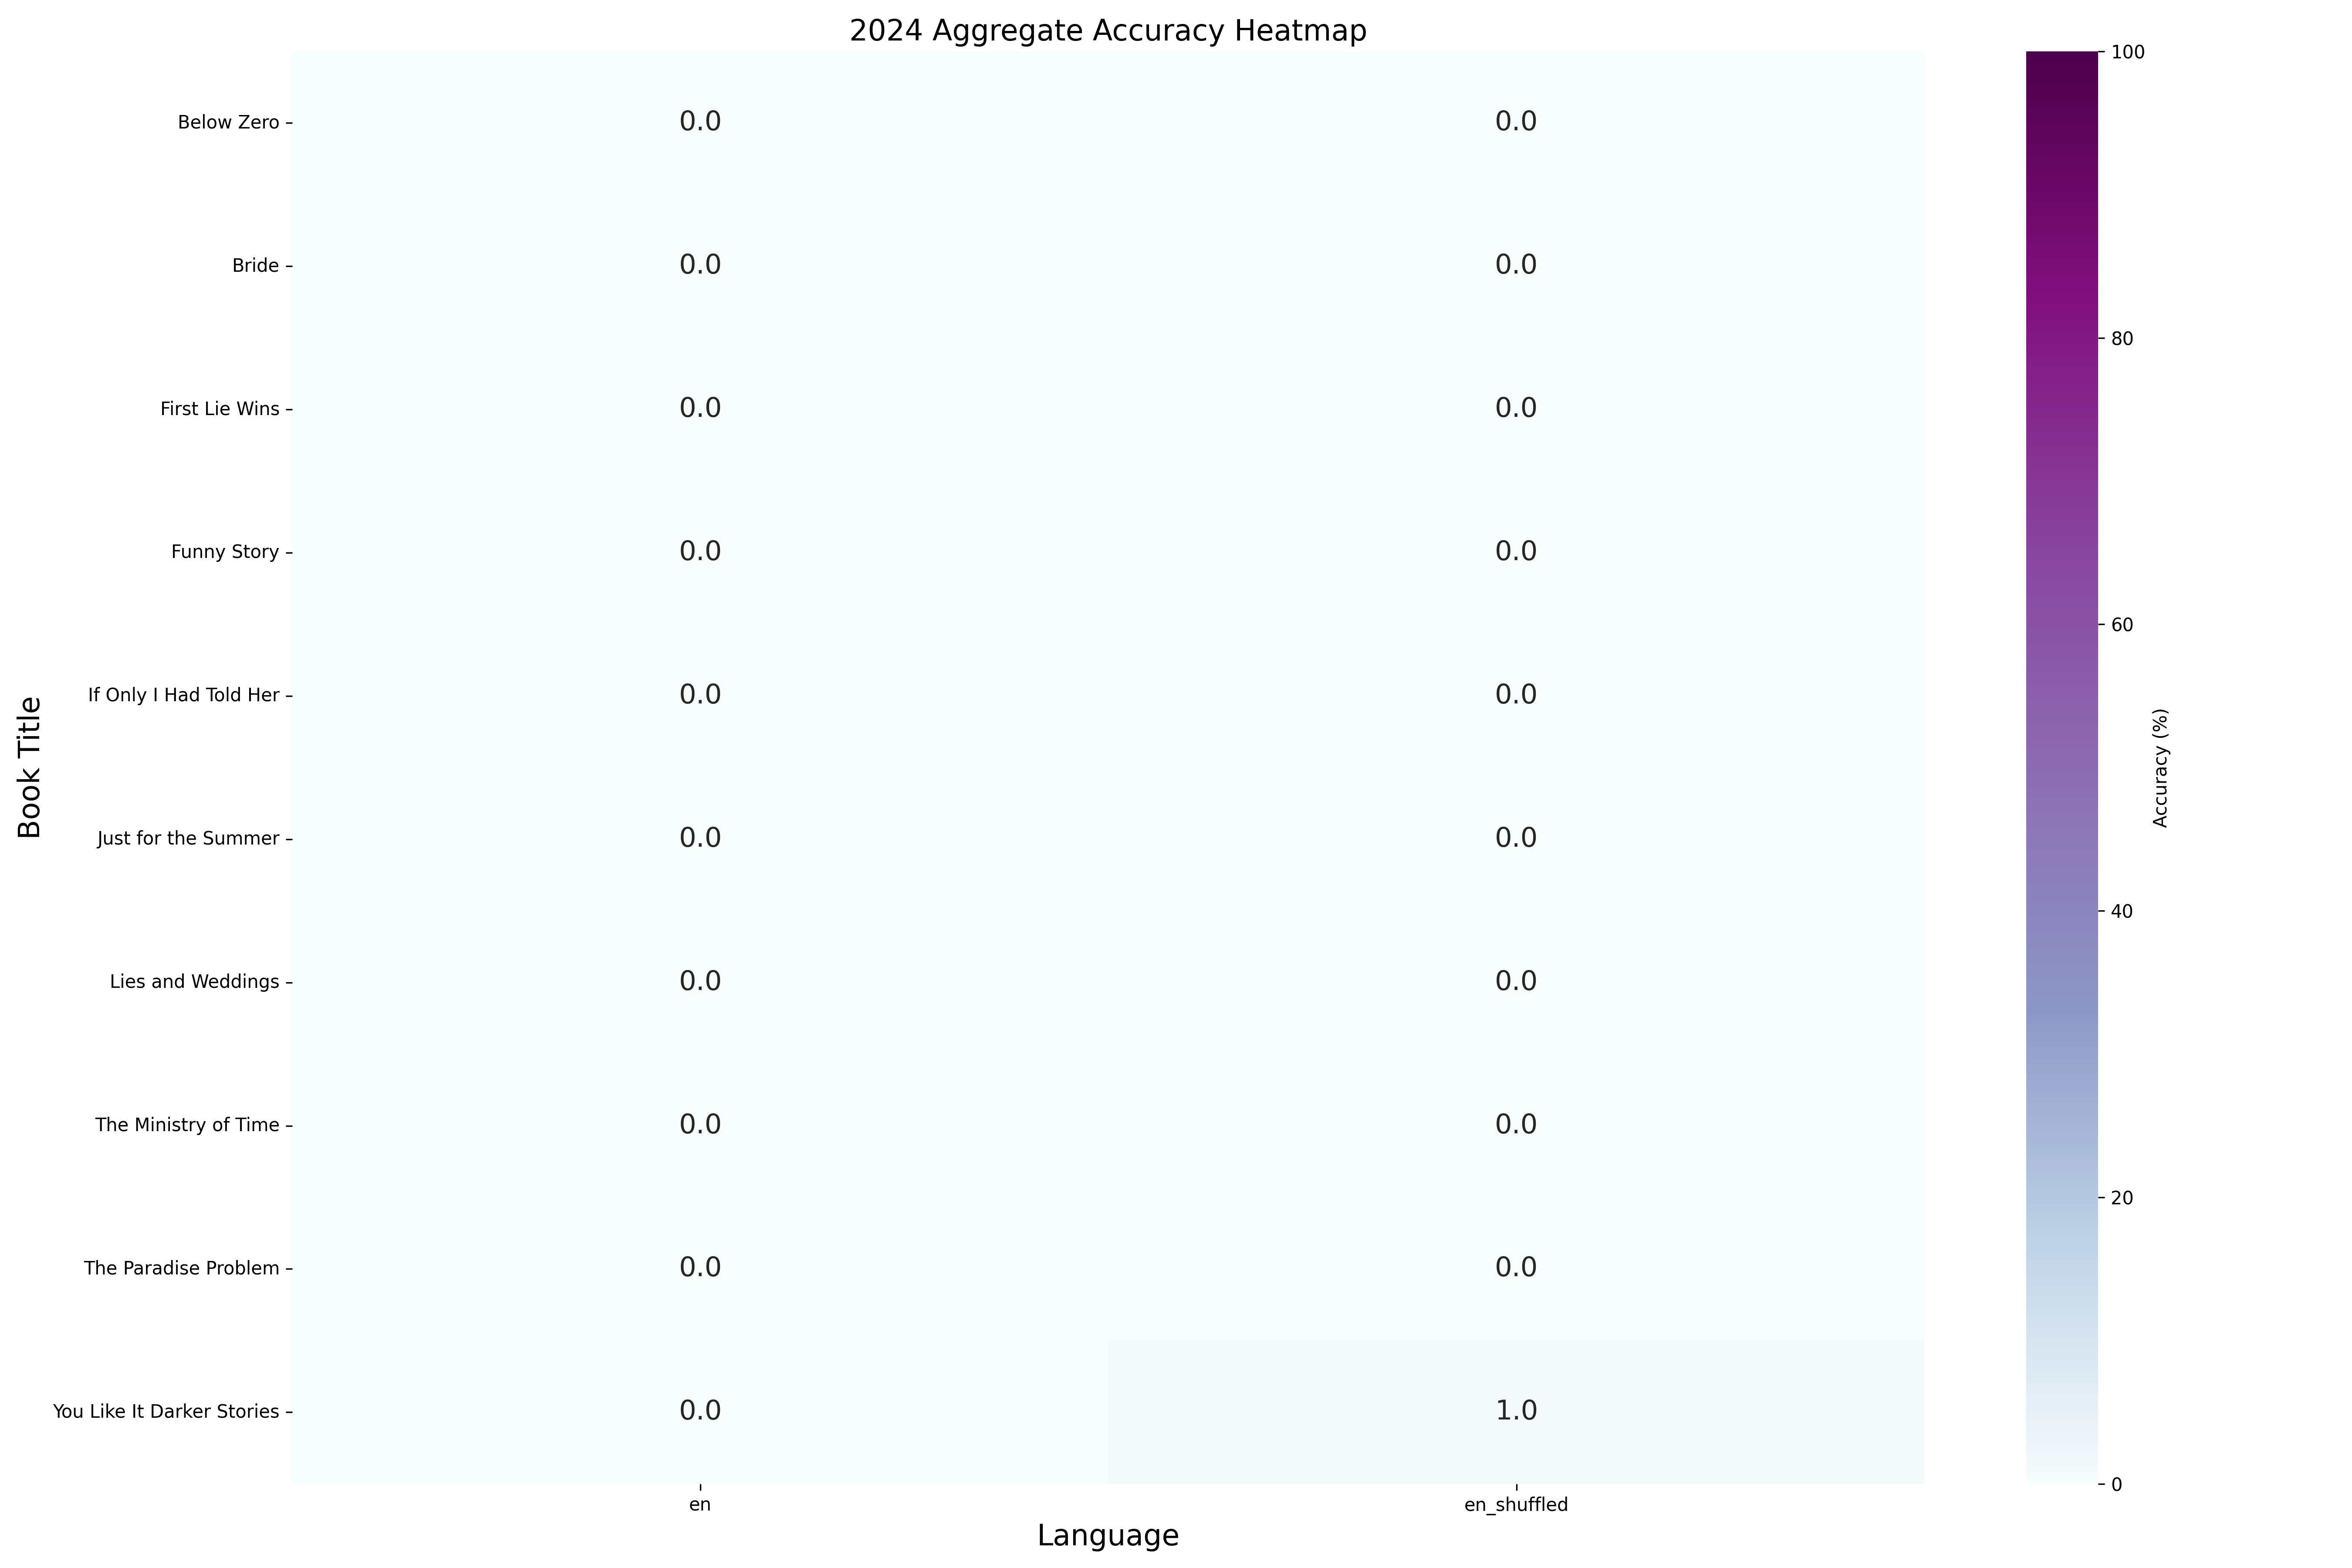 2024 Aggregate Accuracy Heatmap
Book Title
Below Zero 0.0 0.0
Bride 0.0 0.0
First Lie Wins 0.0 0.0
Funny Story 0.0 0.0
If Only I Had Told Her 0.0 0.0
Just for the Summer 0.0 0.0
Lies and Weddings 0.0 0.0
The Ministry of Time 0.0 0.0
The Paradise Problem 0.0 0.0
You Like It Darker Stories 0.0 1.0
en en_shuffled
Language
100
80
60
40
20
0
Accuracy (%)